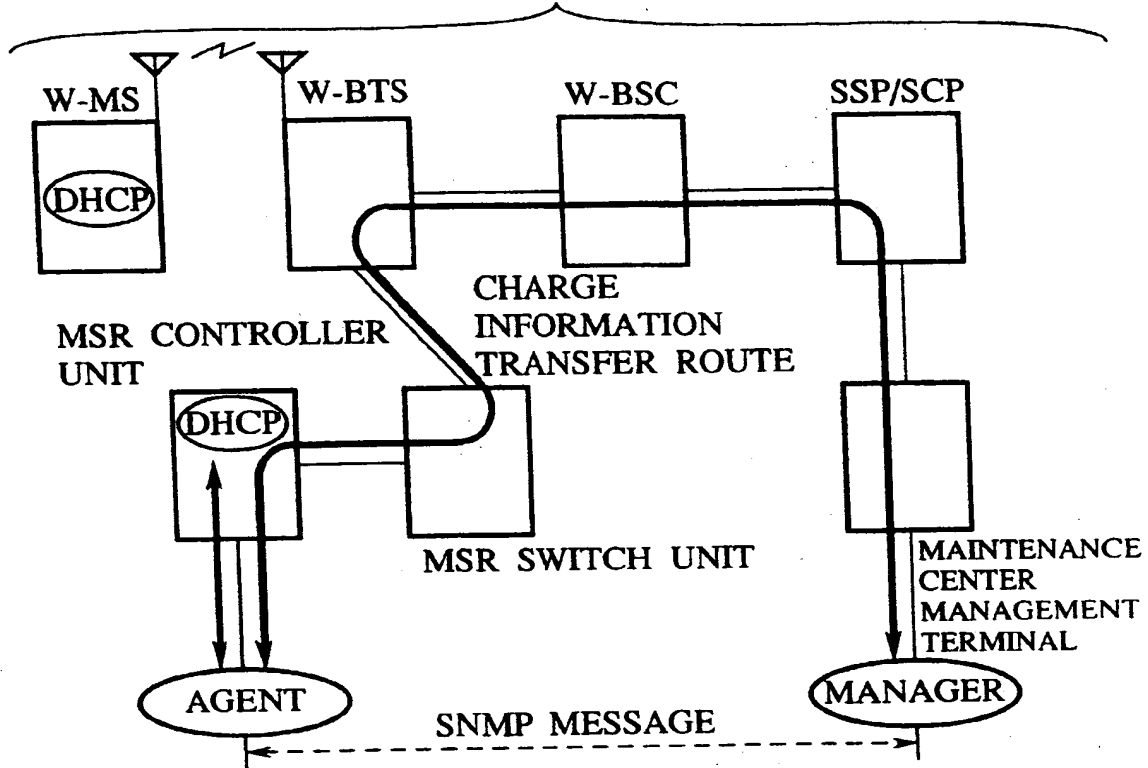 W-MS
W-BTS
W-BSC
SSP/SCP
DHCP
CHARGE
INFORMATION
TRANSFER ROUTE
MSR CONTROLLER
UNIT
DHCP
MSR SWITCH UNIT
MAINTENANCE
CENTER
MANAGEMENT
TERMINAL
AGENT
MANAGER
SNMP MESSAGE